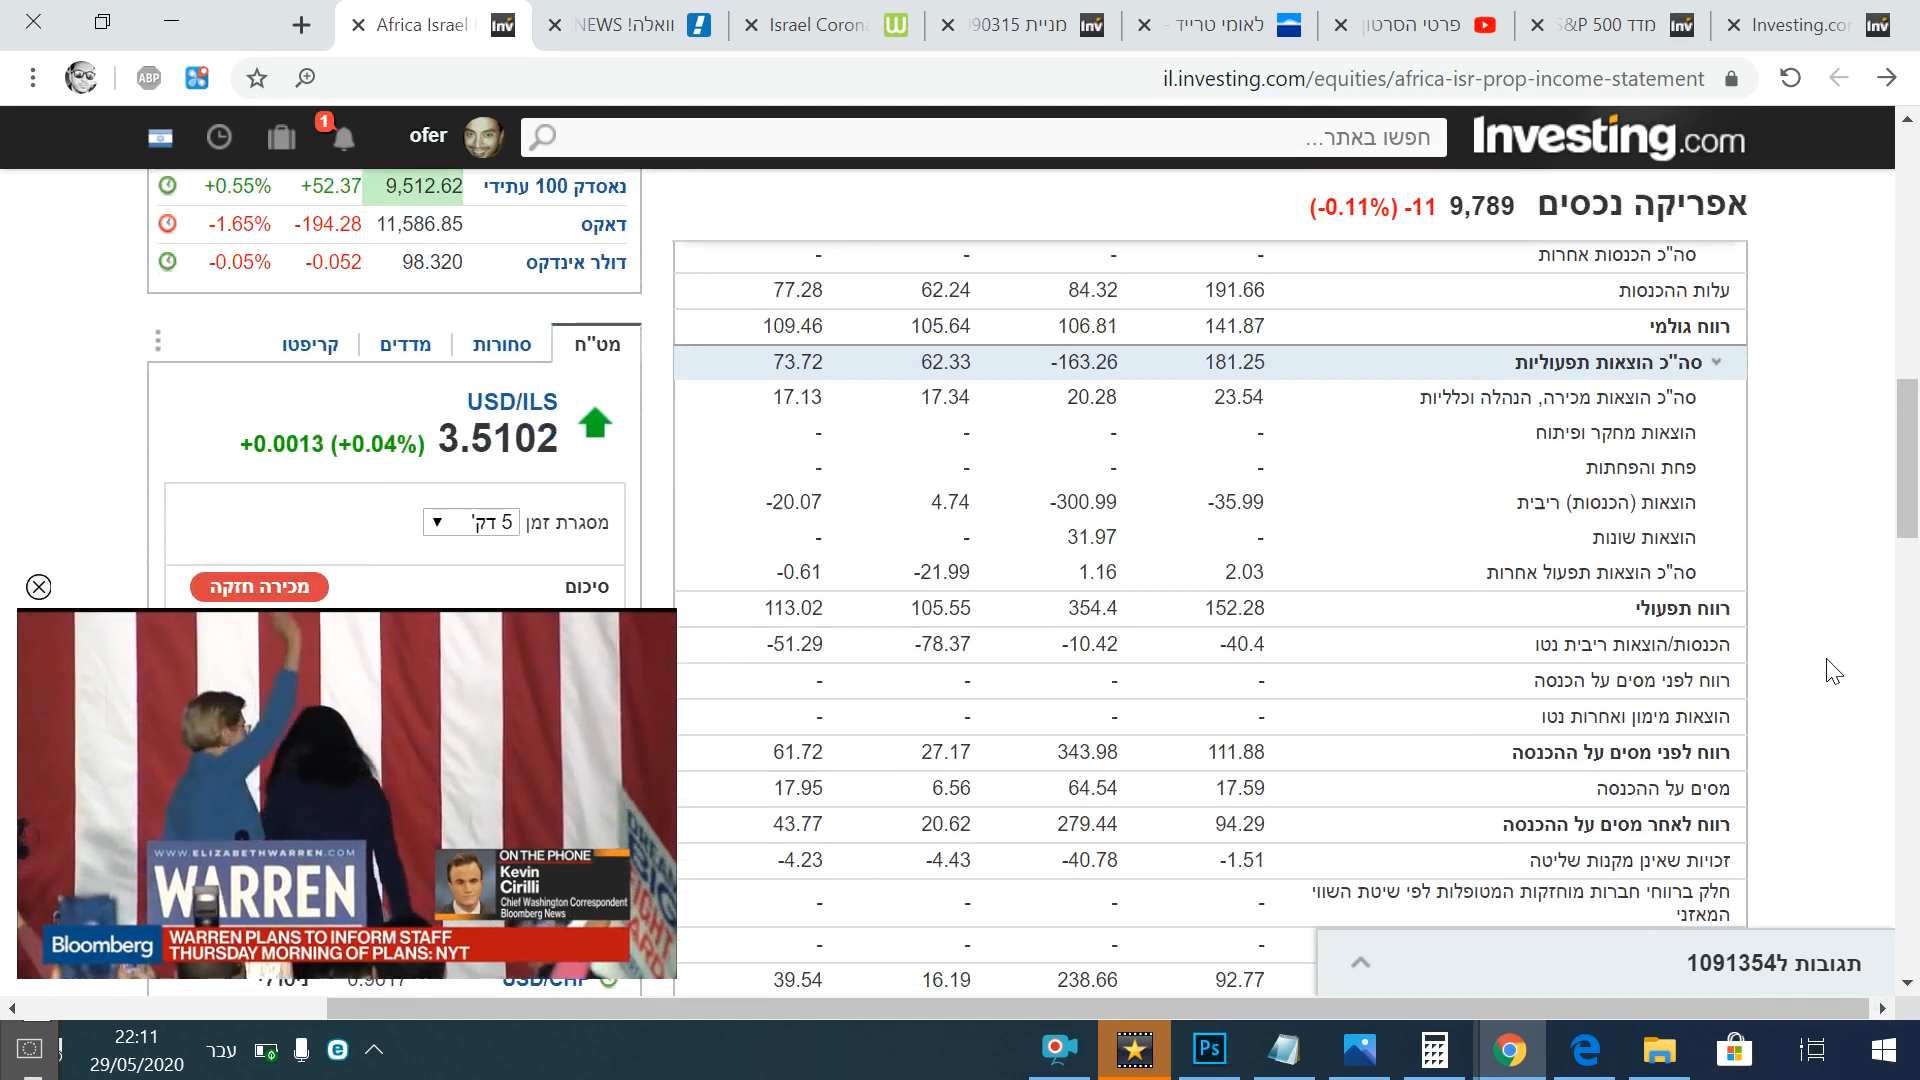 Africa Israel
וואלה! NEWS
Israel Corona
מניית 090315
לאומי טרייד -
פרטי הסרטון
מדד S&P 500
Investing.com
ABP
il.investing.com/equities/africa-isr-prop-income-statement
1
ofer
חפשו באתר...
Investing.com
נאסדק 100 עתידי 9,512.62 +52.37 +0.55%
דאקס 11,586.85 -194.28 -1.65%
דולר אינדקס 98.320 -0.052 -0.05%
אפריקה נכסים 9,789 -11 (-0.11%)
מט"ח סחורות מדדים קריפטו
USD/ILS
3.5102 +0.0013 (+0.04%)
מסגרת זמן 5 דק'
סיכום מכירה חזקה
סה"כ הכנסות אחרות - - - -
עלות ההכנסות 191.66 84.32 62.24 77.28
רווח גולמי 141.87 106.81 105.64 109.46
סה"כ הוצאות תפעוליות 181.25 -163.26 62.33 73.72
סה"כ הוצאות מכירה, הנהלה וכלליות 23.54 20.28 17.34 17.13
הוצאות מחקר ופיתוח - - - -
פחת והפחתות - - - -
הוצאות (הכנסות) ריבית -35.99 -300.99 4.74 -20.07
הוצאות שונות - 31.97 - -
סה"כ הוצאות תפעול אחרות 2.03 1.16 -21.99 -0.61
רווח תפעולי 152.28 354.4 105.55 113.02
הכנסות/הוצאות ריבית נטו -40.4 -10.42 -78.37 -51.29
רווח לפני מסים על הכנסה - - - -
הוצאות מימון ואחרות נטו - - - -
רווח לפני מסים על ההכנסה 111.88 343.98 27.17 61.72
מסים על ההכנסה 17.59 64.54 6.56 17.95
רווח לאחר מסים על ההכנסה 94.29 279.44 20.62 43.77
זכויות שאינן מקנות שליטה -1.51 -40.78 -4.43 -4.23
חלק ברווחי חברות מוחזקות המטופלות לפי שיטת השווי
המאזני - - - -
- - - -
92.77 238.66 16.19 39.54
תגובות ל1091354
WWW.ELIZABETHWARREN.COM
WARREN
ON THE PHONE
Kevin
Cirilli
Chief Washington Correspondent
Bloomberg News
Bloomberg
WARREN PLANS TO INFORM STAFF
THURSDAY MORNING OF PLANS: NYT
USD/CHF
22:11
29/05/2020
עבר
Ps